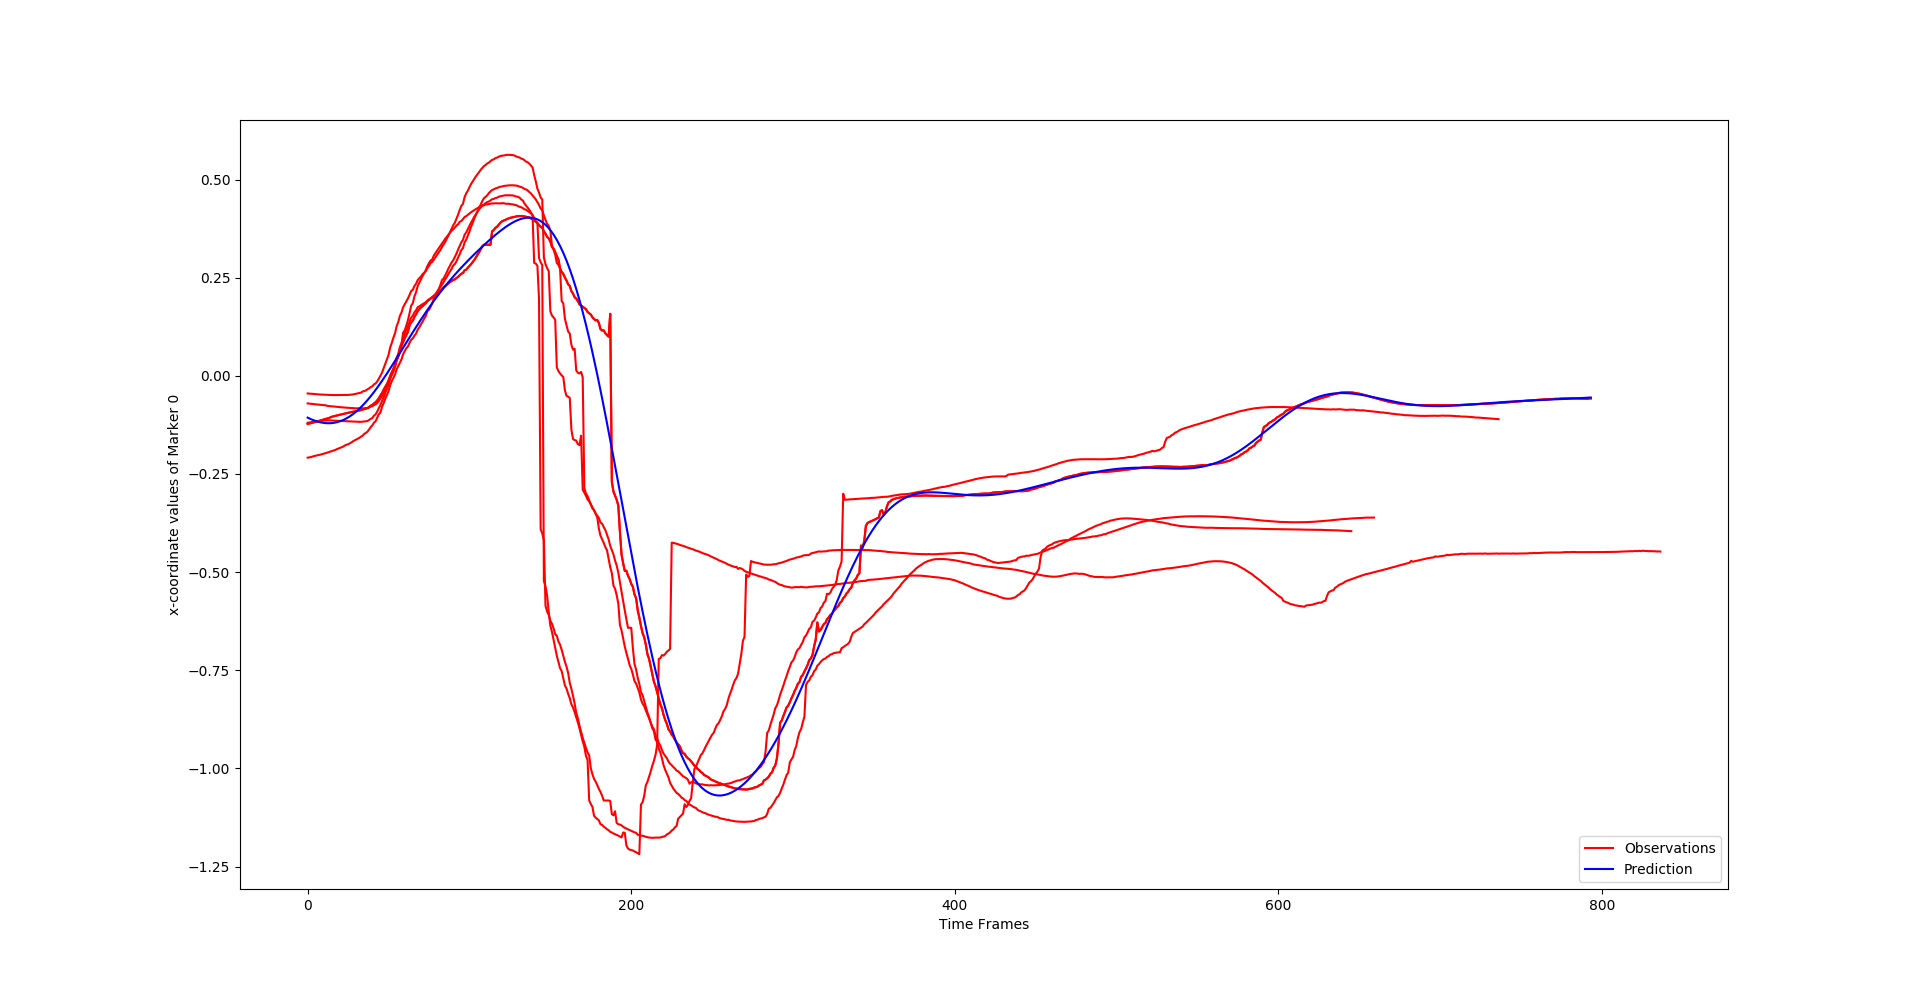 0.50
0.25
0.00
−0.25
−0.50
−0.75
−1.00
−1.25
x-coordinate values of Marker 0
0 200 400 600 800
Time Frames
Observations
Prediction